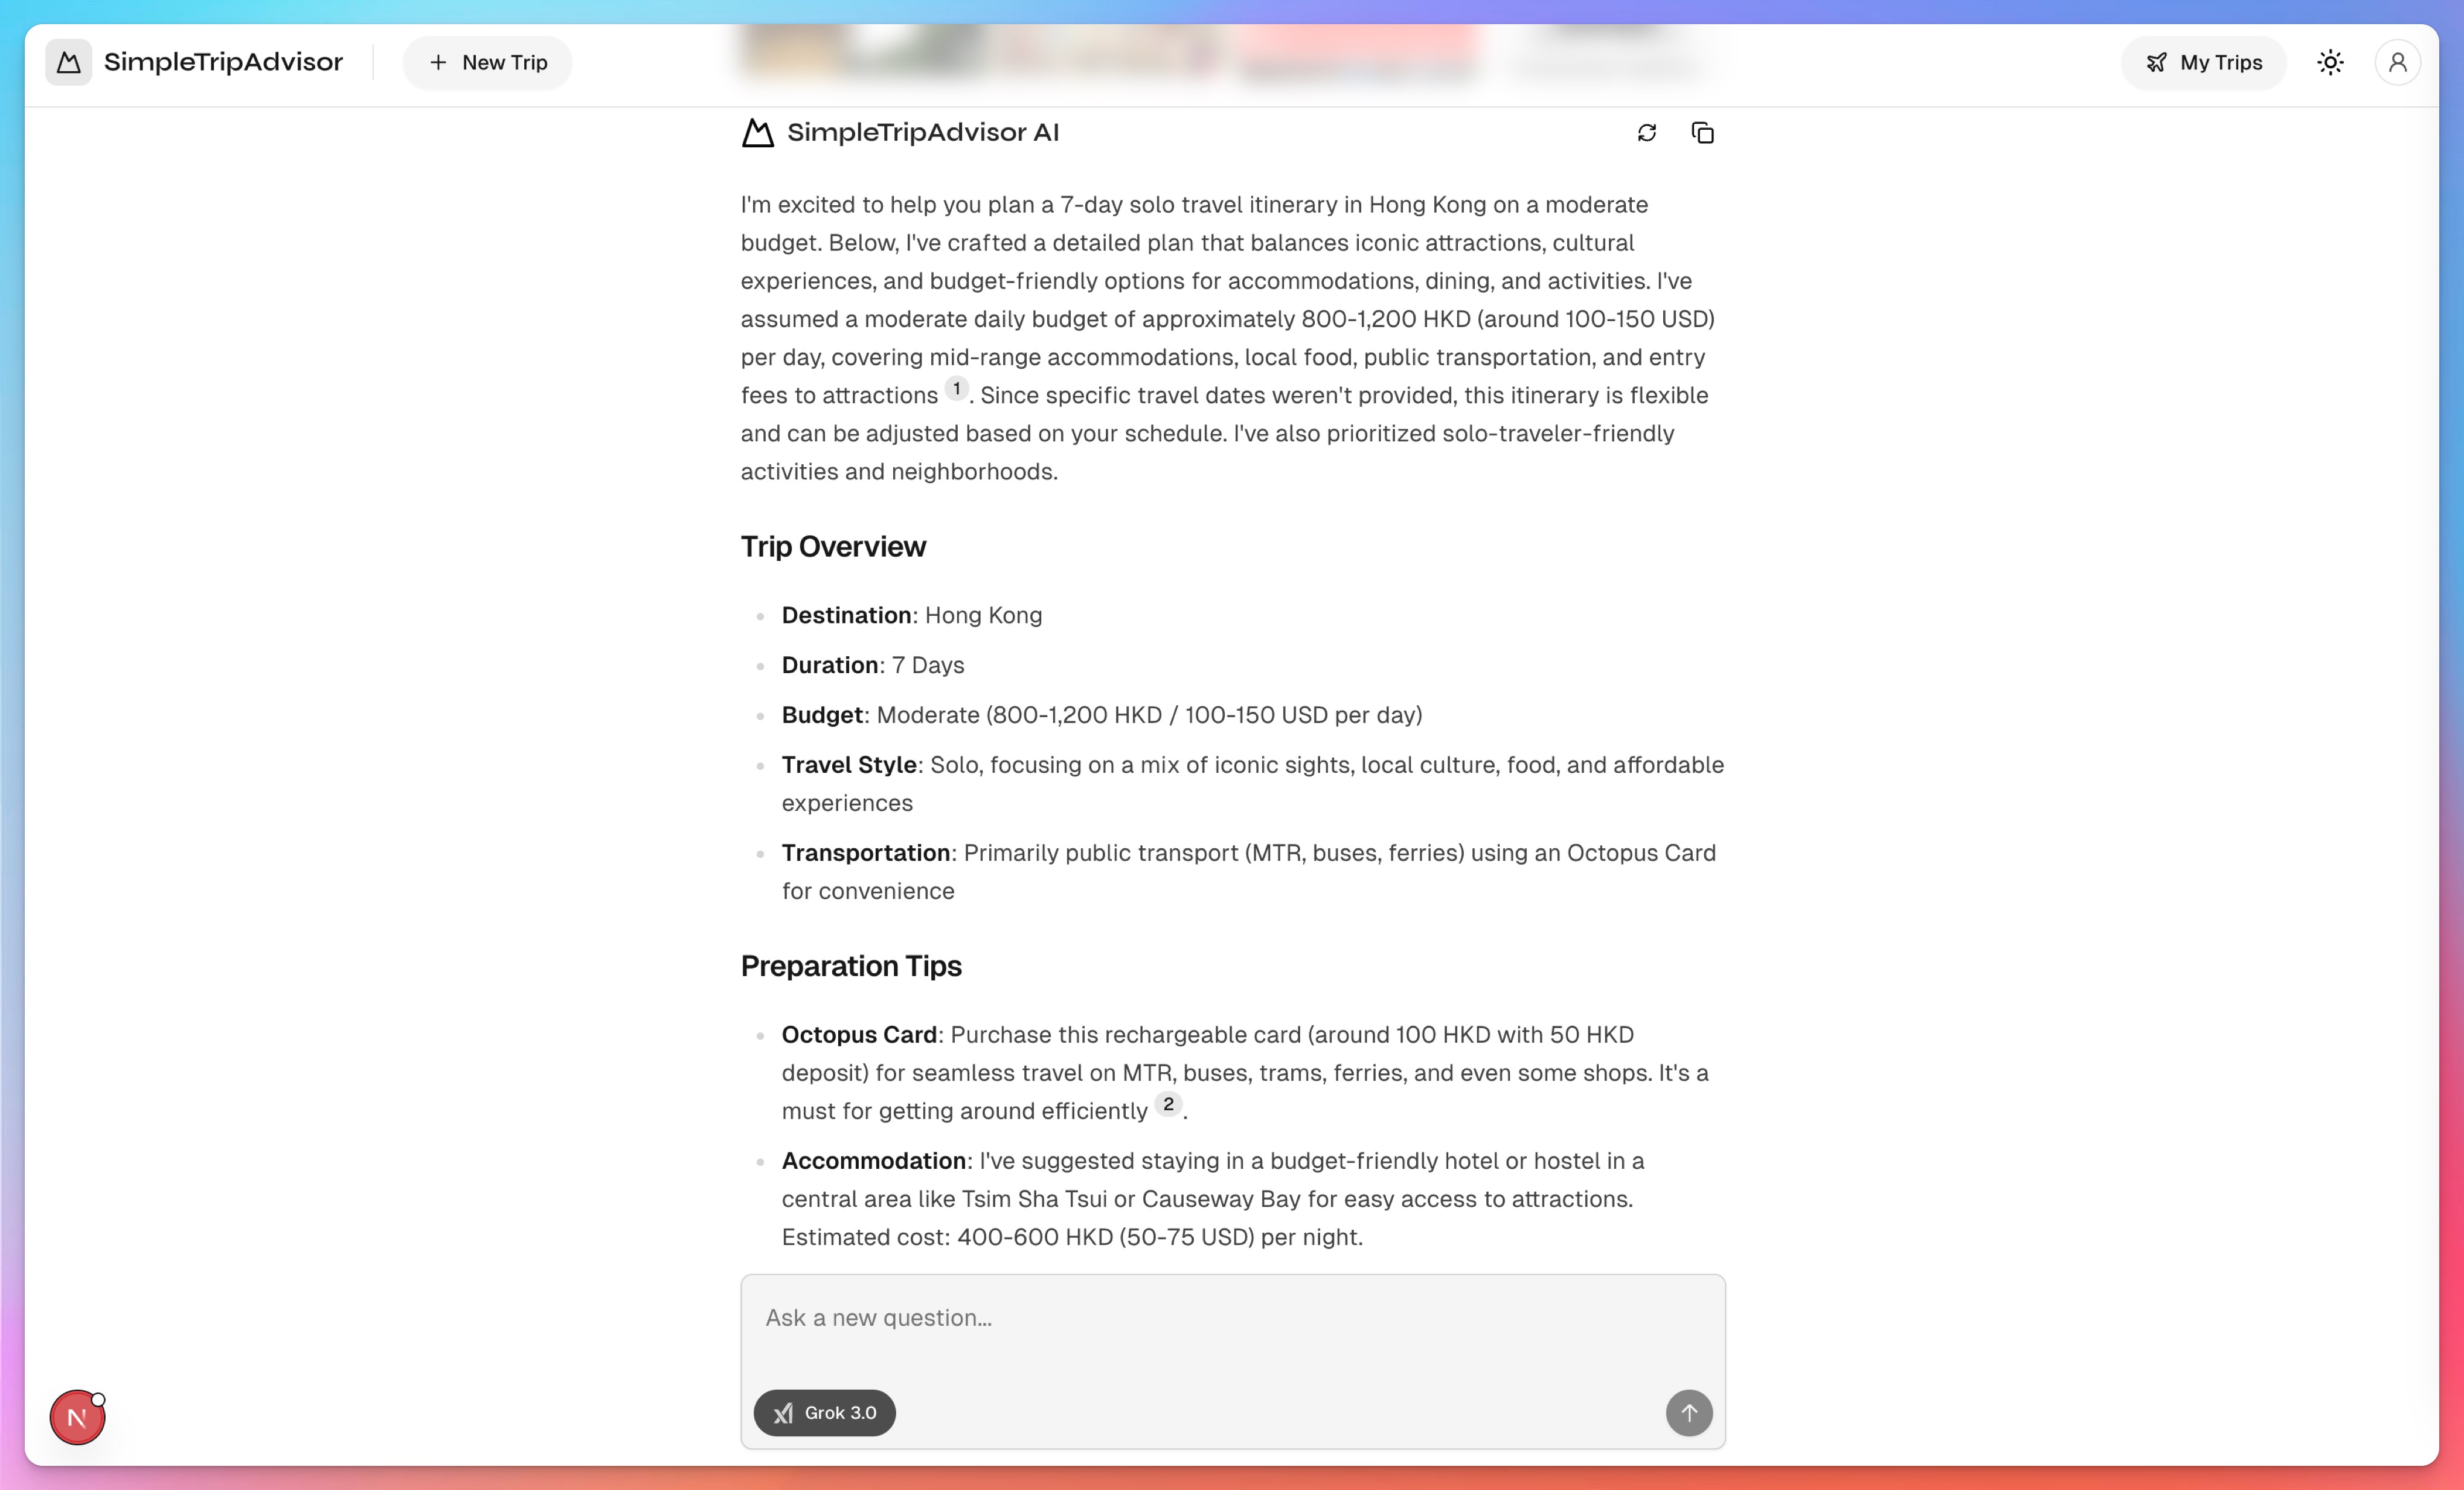 SimpleTripAdvisor
New Trip
My Trips
SimpleTripAdvisor AI
I'm excited to help you plan a 7-day solo travel itinerary in Hong Kong on a moderate
budget. Below, I've crafted a detailed plan that balances iconic attractions, cultural
experiences, and budget-friendly options for accommodations, dining, and activities. I've
assumed a moderate daily budget of approximately 800-1,200 HKD (around 100-150 USD)
per day, covering mid-range accommodations, local food, public transportation, and entry
fees to attractions 1. Since specific travel dates weren't provided, this itinerary is flexible
and can be adjusted based on your schedule. I've also prioritized solo-traveler-friendly
activities and neighborhoods.
Trip Overview
Destination: Hong Kong
Duration: 7 Days
Budget: Moderate (800-1,200 HKD / 100-150 USD per day)
Travel Style: Solo, focusing on a mix of iconic sights, local culture, food, and affordable
experiences
Transportation: Primarily public transport (MTR, buses, ferries) using an Octopus Card
for convenience
Preparation Tips
Octopus Card: Purchase this rechargeable card (around 100 HKD with 50 HKD
deposit) for seamless travel on MTR, buses, trams, ferries, and even some shops. It's a
must for getting around efficiently 2.
Accommodation: I've suggested staying in a budget-friendly hotel or hostel in a
central area like Tsim Sha Tsui or Causeway Bay for easy access to attractions.
Estimated cost: 400-600 HKD (50-75 USD) per night.
Ask a new question...
Grok 3.0
N